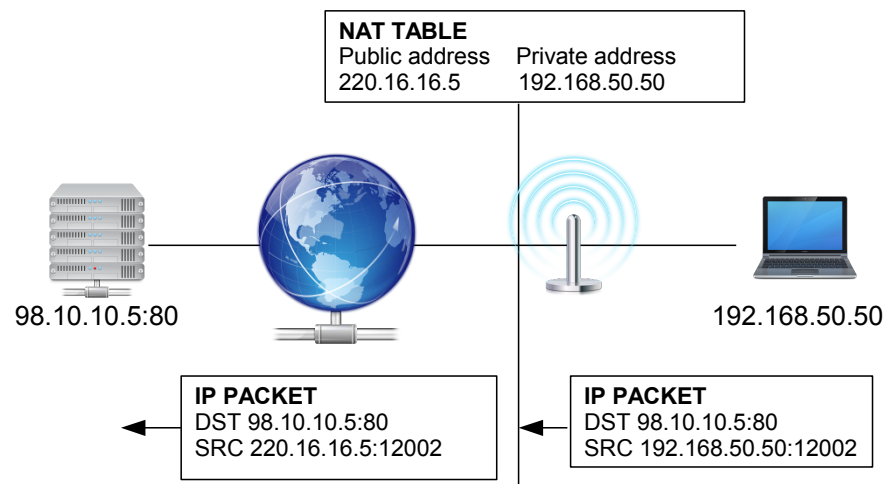 NAT TABLE
Public address Private address
220.16.16.5 192.168.50.50
98.10.10.5:80
192.168.50.50
IP PACKET
DST 98.10.10.5:80
SRC 220.16.16.5:12002
IP PACKET
DST 98.10.10.5:80
SRC 192.168.50.50:12002